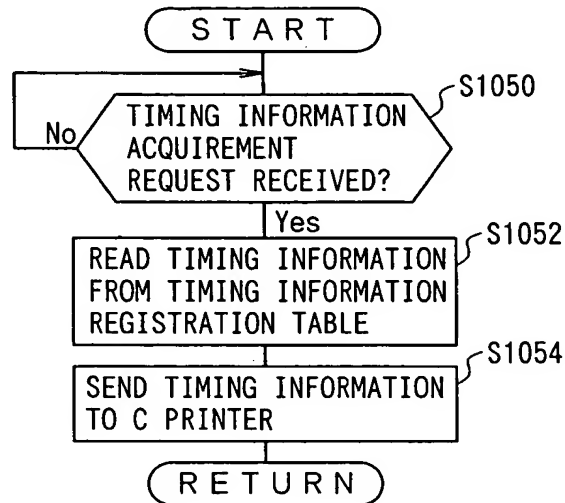 START
S1050
TIMING INFORMATION
ACQUIREMENT
REQUEST RECEIVED?
No
Yes
S1052
READ TIMING INFORMATION
FROM TIMING INFORMATION
REGISTRATION TABLE
S1054
SEND TIMING INFORMATION
TO C PRINTER
RETURN